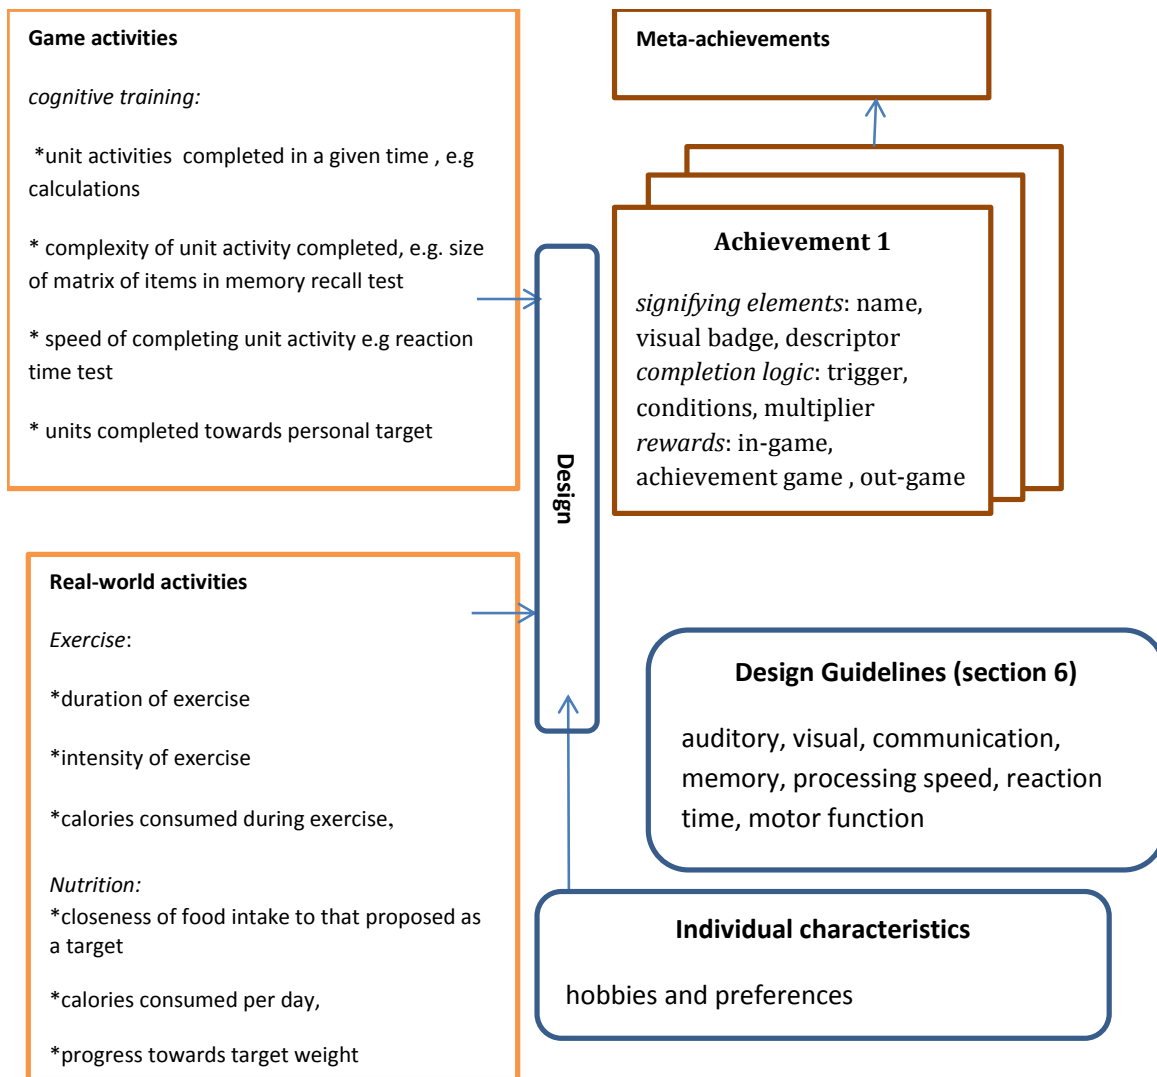 Game activities
cognitive training:
*unit activities  completed in a given time , e.g
calculations
* complexity of unit activity completed, e.g. size
of matrix of items in memory recall test
* speed of completing unit activity e.g reaction
time test
* units completed towards personal target
Real-world activities
Exercise:
*duration of exercise
*intensity of exercise
*calories consumed during exercise,
Nutrition:
*closeness of food intake to that proposed as
a target
*calories consumed per day,
*progress towards target weight
Design
Meta-achievements
Achievement 1
signifying elements: name,
visual badge, descriptor
completion logic: trigger,
conditions, multiplier
rewards: in-game,
achievement game , out-game
Design Guidelines (section 6)
auditory, visual, communication,
memory, processing speed, reaction
time, motor function
Individual characteristics
hobbies and preferences